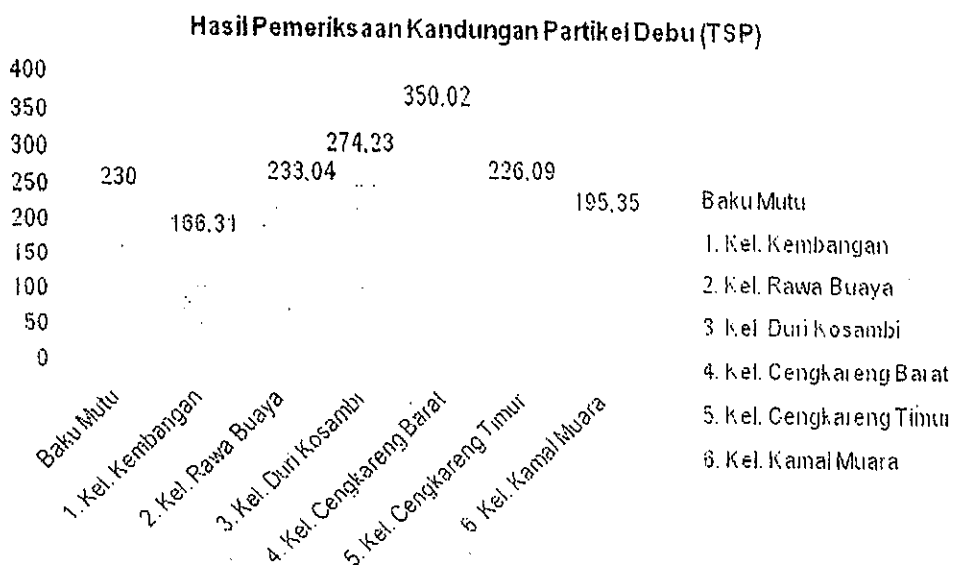 Hasil Pemeriksaan Kandungan Partikel Debu (TSP)
400
350
300
250
200
150
100
50
0
230
166,31
233,04
274,23
350,02
226,09
195,35
Baku Mutu
1. Kel. Kembangan
2. Kel. Rawa Buaya
3. Kel. Duri Kosambi
4. Kel. Cengkareng Barat
5. Kel. Cengkareng Timur
6 Kel. Kamal Muara
Baku Mutu
1. Kel. Kembangan
2. Kel. Rawa Buaya
3 Kel Duri Kosambi
4. Kel. Cengkareng Barat
5. Kel. Cengkareng Timur
6. Kel. Kamal Muara